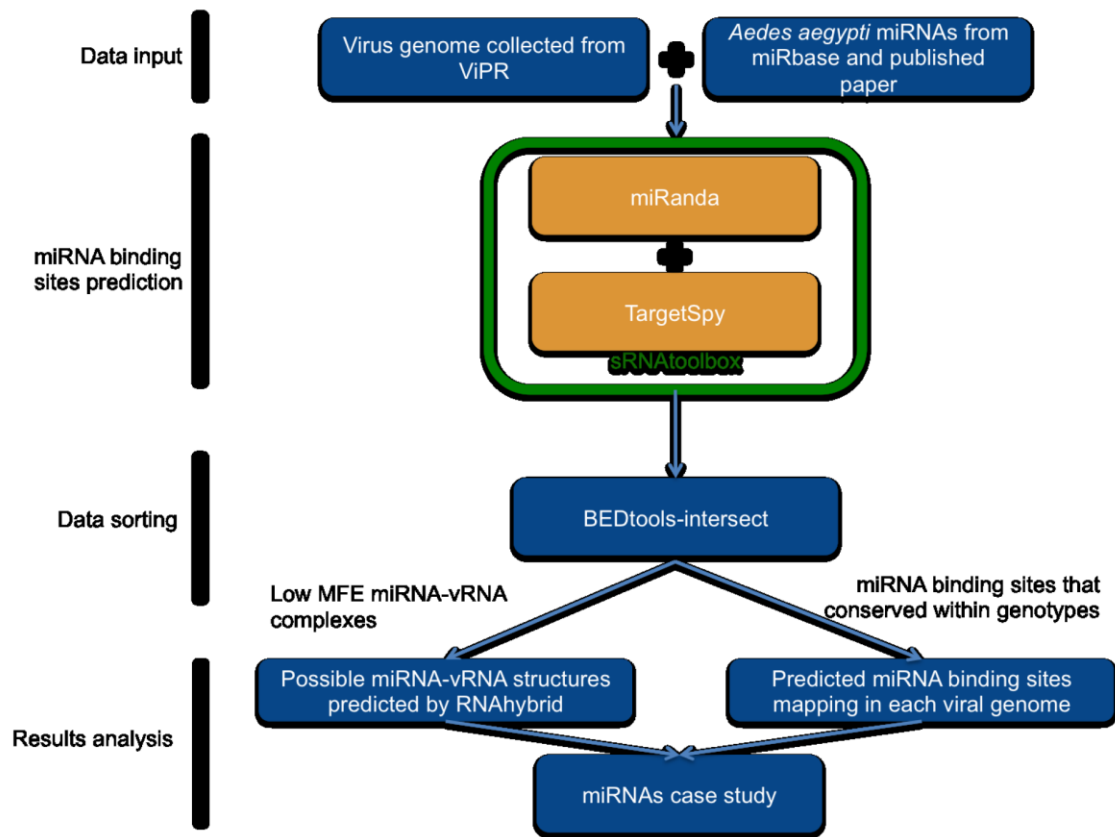 Data input
Virus genome collected from
ViPR
Aedes aegypti miRNAs from
miRbase and published
paper
miRNA binding
sites prediction
miRanda
TargetSpy
sRNAtoolbox
Data sorting
BEDtools-intersect
Low MFE miRNA-vRNA
complexes
miRNA binding sites that
conserved within genotypes
Results analysis
Possible miRNA-vRNA structures
predicted by RNAhybrid
Predicted miRNA binding sites
mapping in each viral genome
miRNAs case study